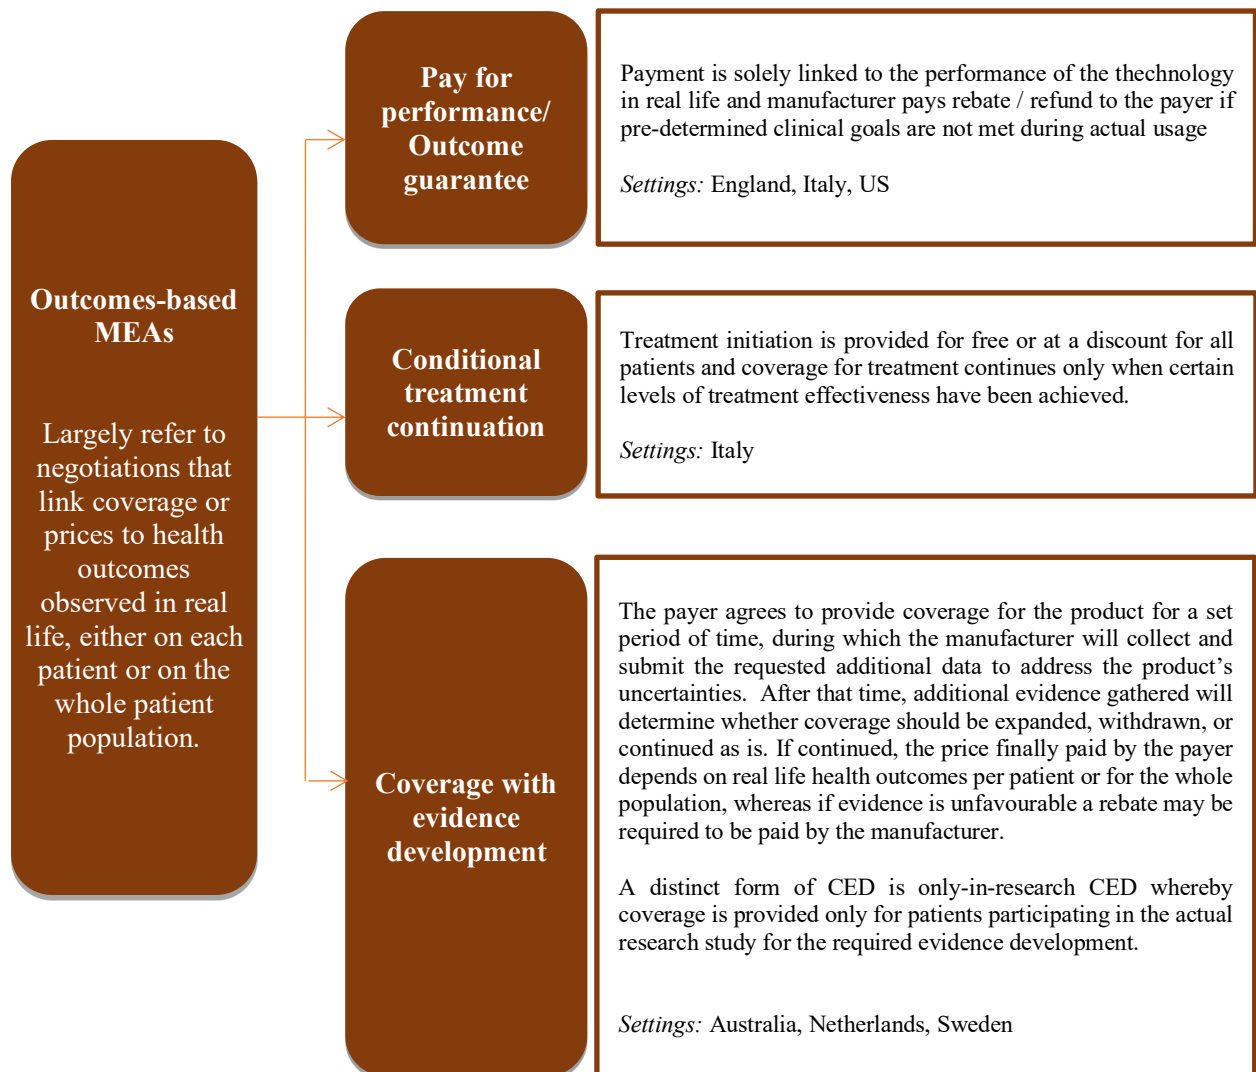 Outcomes-based
MEAs
Largely refer to
negotiations that
link coverage or
prices to health
outcomes
observed in real
life, either on each
patient or on the
whole patient
population.
Pay for
performance/
Outcome
guarantee
Payment is solely linked to the performance of the thechnology
in real life and manufacturer pays rebate / refund to the payer if
pre-determined clinical goals are not met during actual usage
Settings: England, Italy, US
Conditional
treatment
continuation
Treatment initiation is provided for free or at a discount for all
patients and coverage for treatment continues only when certain
levels of treatment effectiveness have been achieved.
Settings: Italy
Coverage with
evidence
development
The payer agrees to provide coverage for the product for a set
period of time, during which the manufacturer will collect and
submit the requested additional data to address the product's
uncertainties. After that time, additional evidence gathered will
determine whether coverage should be expanded, withdrawn, or
continued as is. If continued, the price finally paid by the payer
depends on real life health outcomes per patient or for the whole
population, whereas if evidence is unfavourable a rebate may be
required to be paid by the manufacturer.
A distinct form of CED is only-in-research CED whereby
coverage is provided only for patients participating in the actual
research study for the required evidence development.
Settings: Australia, Netherlands, Sweden